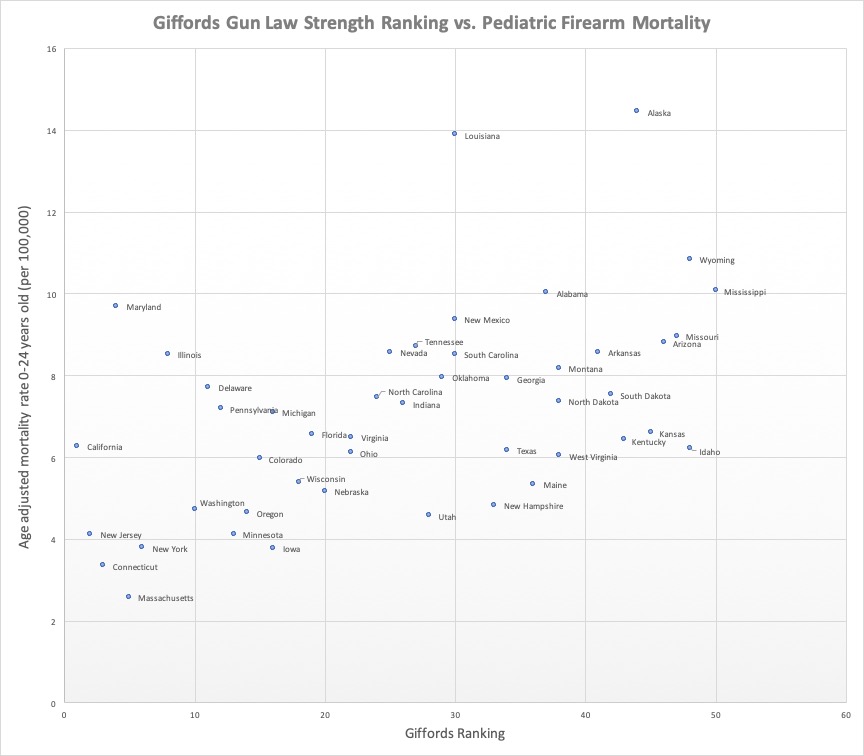 Giffords Gun Law Strength Ranking vs. Pediatric Firearm Mortality
Age adjusted mortality rate 0-24 years old (per 100,000)
16
14
12
10
8
6
4
2
0
Alaska
Louisiana
Wyoming
Mississippi
Alabama
Maryland
New Mexico
Missouri
Tennessee
Arizona
Illinois
Nevada
South Carolina
Arkansas
Montana
Oklahoma
Georgia
Delaware
North Carolina
South Dakota
Indiana
North Dakota
Pennsylvania
Michigan
Florida
Virginia
Kansas
Kentucky
California
Ohio
Texas
Idaho
Colorado
West Virginia
Wisconsin
Maine
Nebraska
Washington
New Hampshire
Oregon
Utah
New Jersey
Minnesota
New York
Iowa
Connecticut
Massachusetts
0 10 20 30 40 50 60
Giffords Ranking